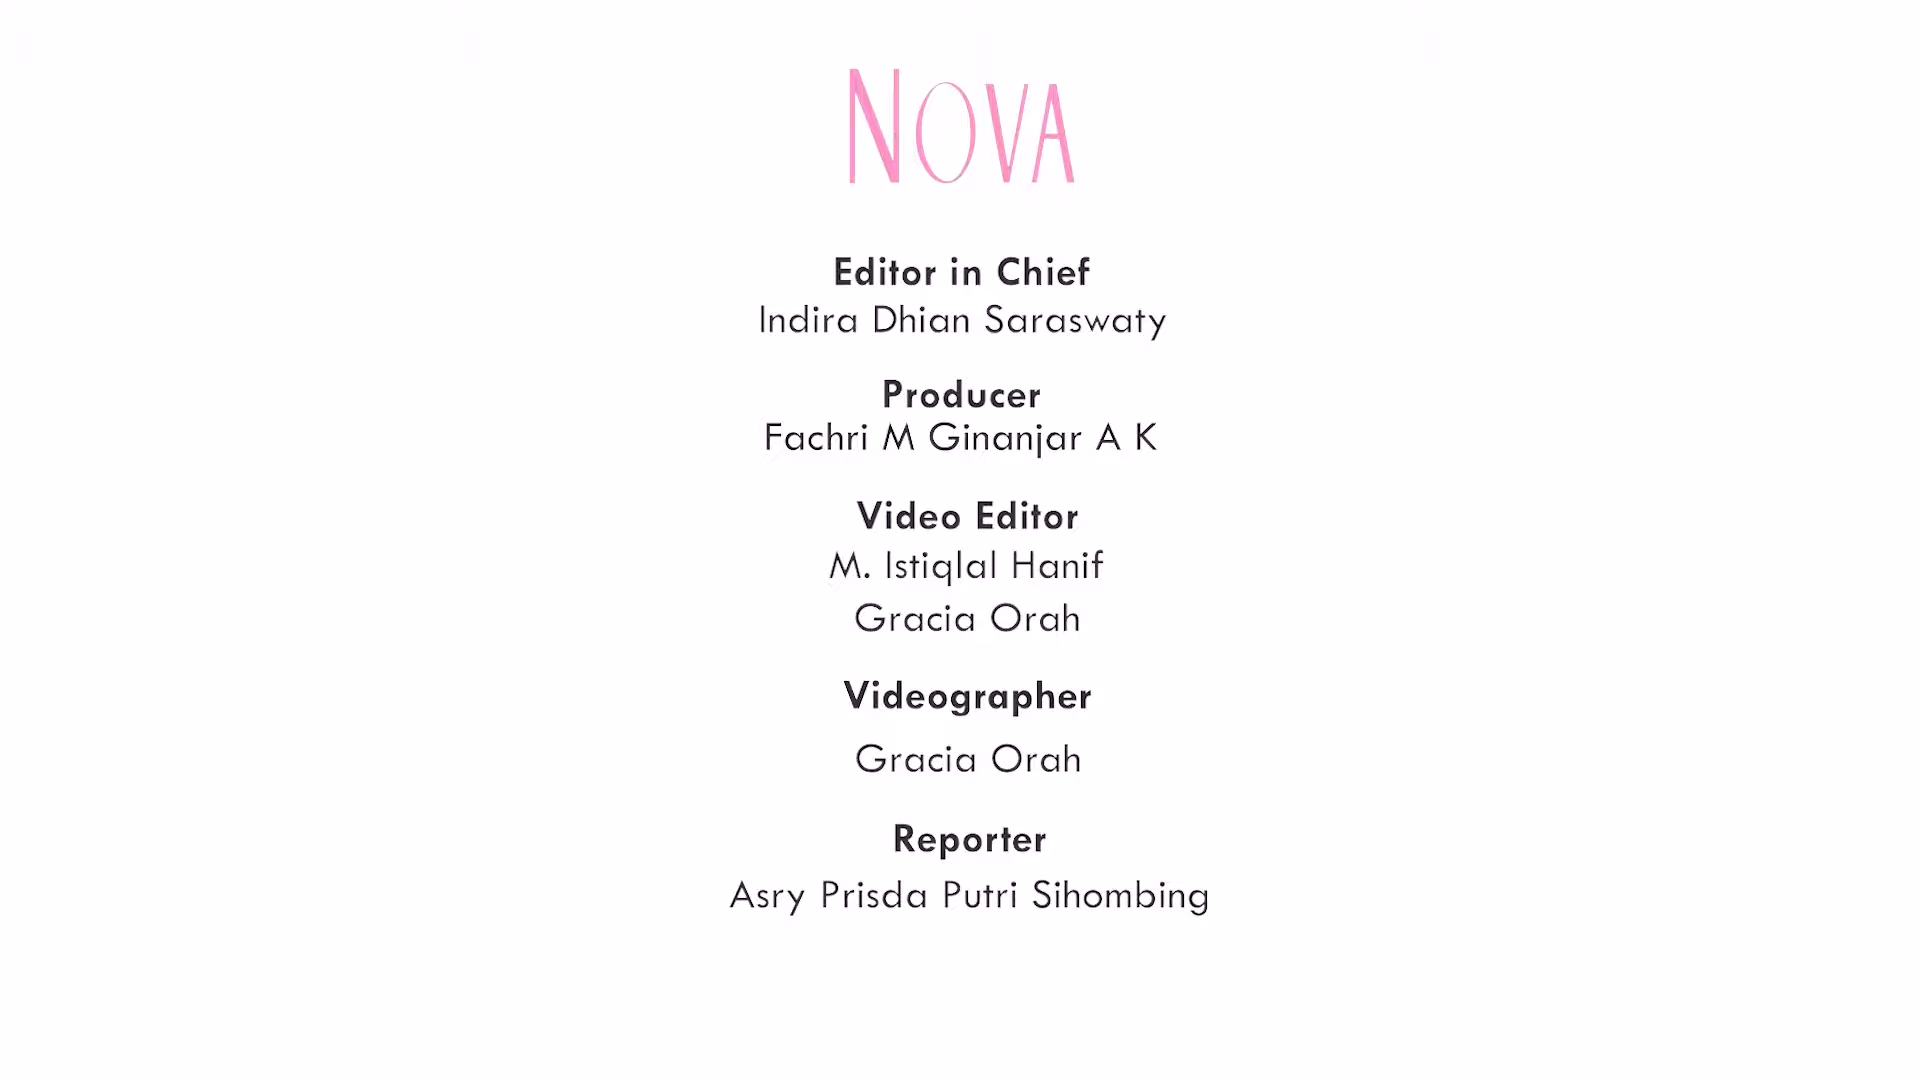 NOVA
Editor in Chief
Indira Dhian Saraswaty
Producer
Fachri M Ginanjar A K
Video Editor
M. Istiqlal Hanif
Gracia Orah
Videographer
Gracia Orah
Reporter
Asry Prisda Putri Sihombing